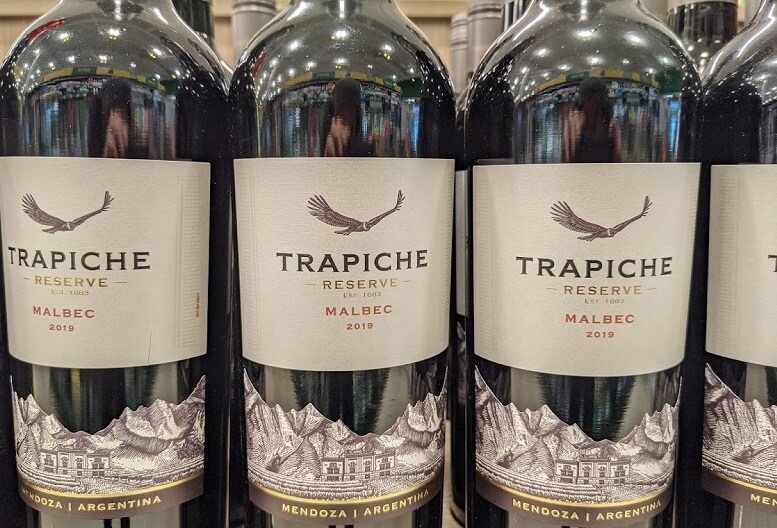 TRAPICHE
RESERVE
EST. 1883
MALBEC
2019
MENDOZA | ARGENTINA
TRAPICHE
RESERVE
EST. 1883
MALBEC
2019
MENDOZA | ARGENTINA
TRAPICHE
RESERVE
EST. 1883
MALBEC
2019
MENDOZA | ARGENTINA